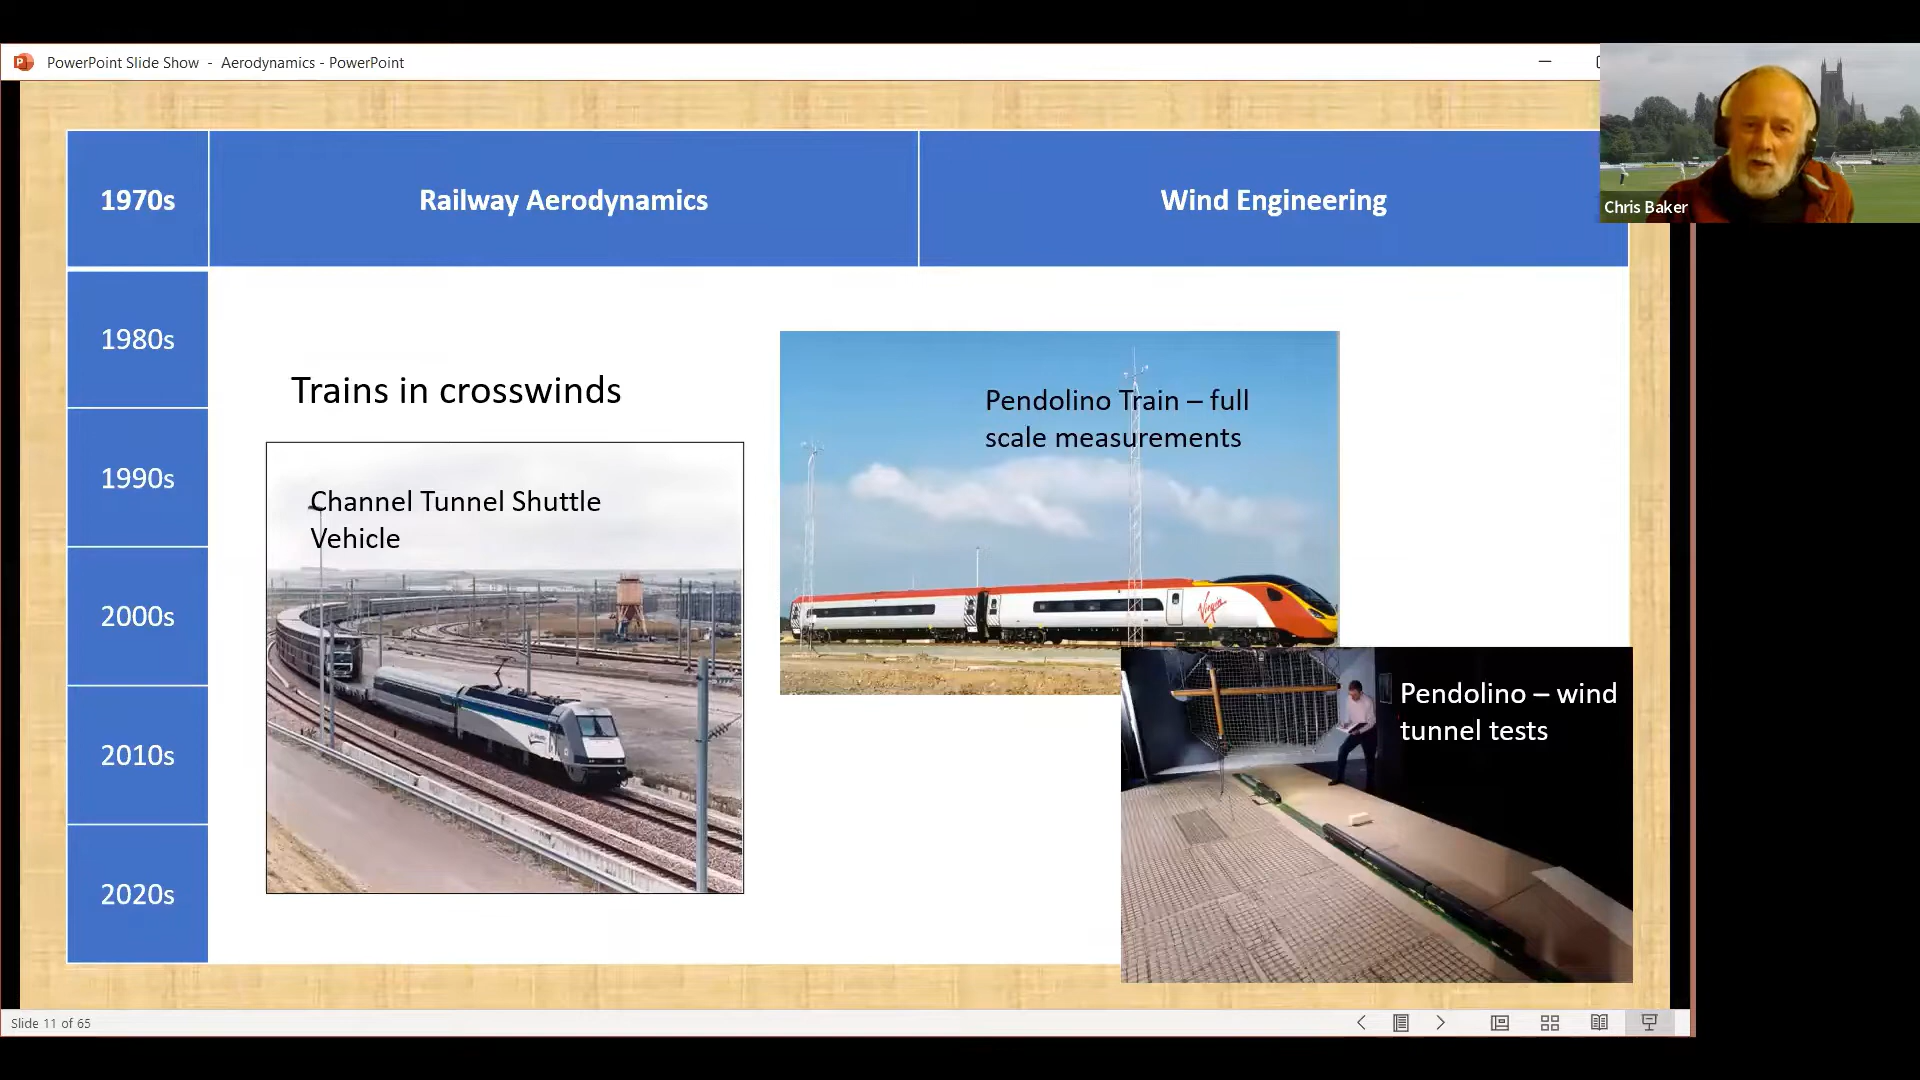 PowerPoint Slide Show - Aerodynamics - PowerPoint
Chris Baker
1970s
Railway Aerodynamics
Wind Engineering
1980s
1990s
2000s
2010s
2020s
Trains in crosswinds
Channel Tunnel Shuttle
Vehicle
Pendolino Train – full
scale measurements
Virgin
Pendolino – wind
tunnel tests
Slide 11 of 65